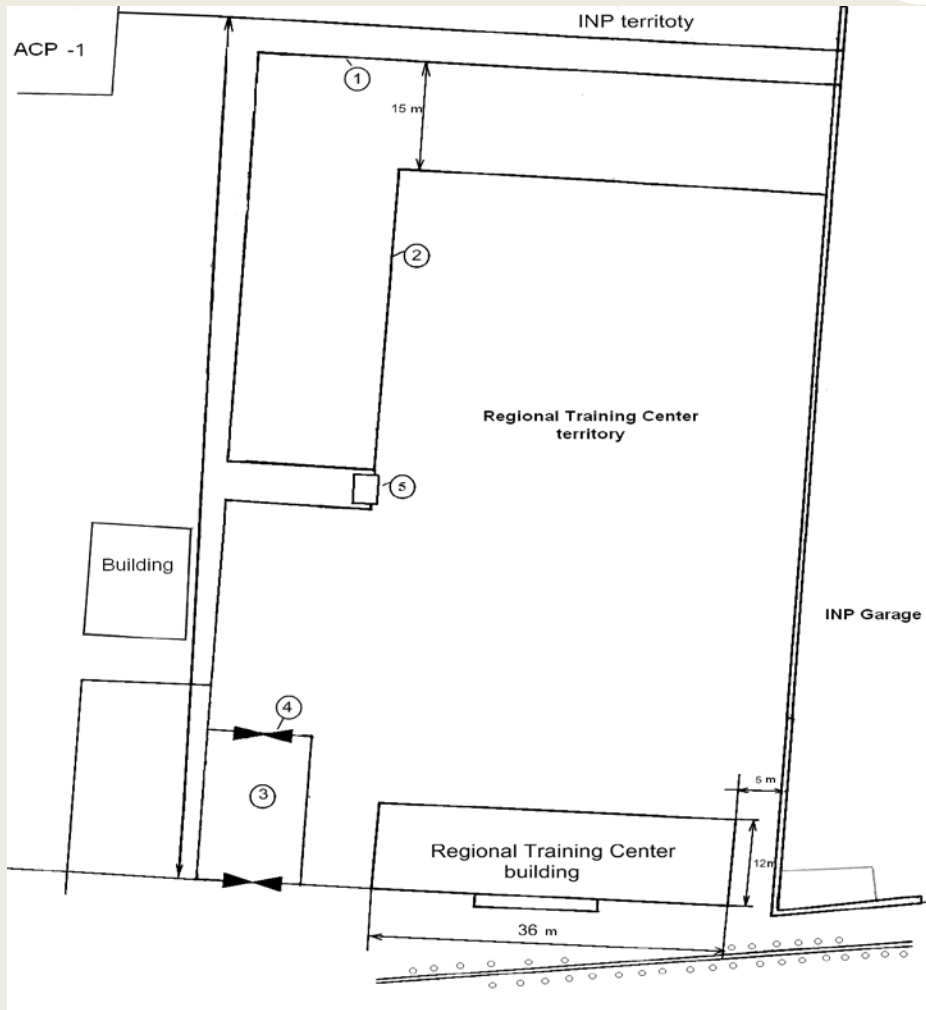 INP territoty
ACP -1
1
15 m
2
Regional Training Center
territory
5
Building
INP Garage
4
5 m
3
Regional Training Center
building
12m
36 m